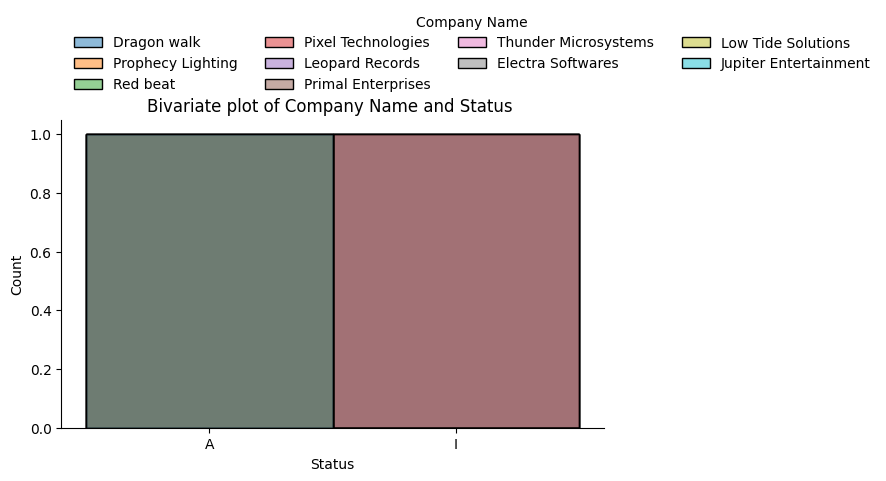 Company Name
Dragon walk Pixel Technologies Thunder Microsystems Low Tide Solutions
Prophecy Lighting Leopard Records Electra Softwares Jupiter Entertainment
Red beat Primal Enterprises
Bivariate plot of Company Name and Status
1.0
0.8
0.6
0.4
0.2
0.0
Count
A I
Status